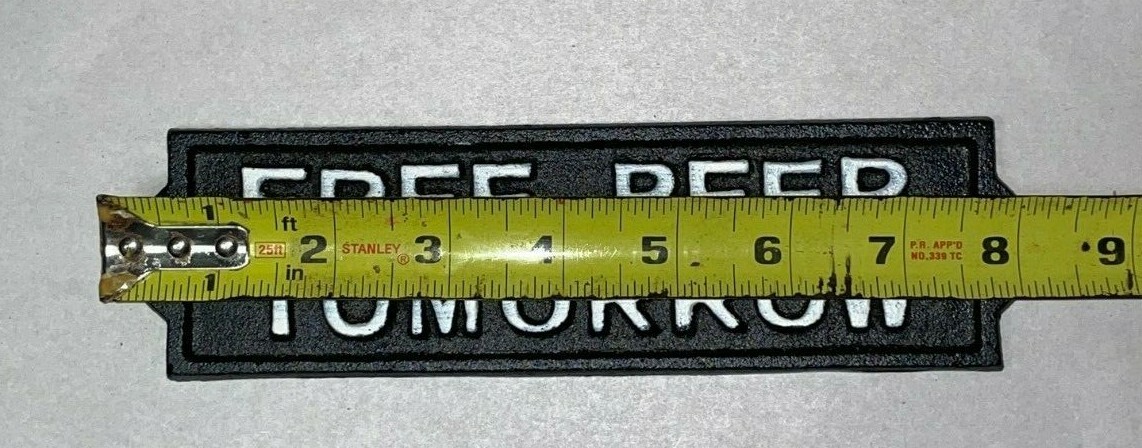 FREE BEER
1 ft
25ft 2 STANLEY® 3 4 5 6 7 P.R. APP'D NO.339 TC 8 9
1 in
TOMORROW